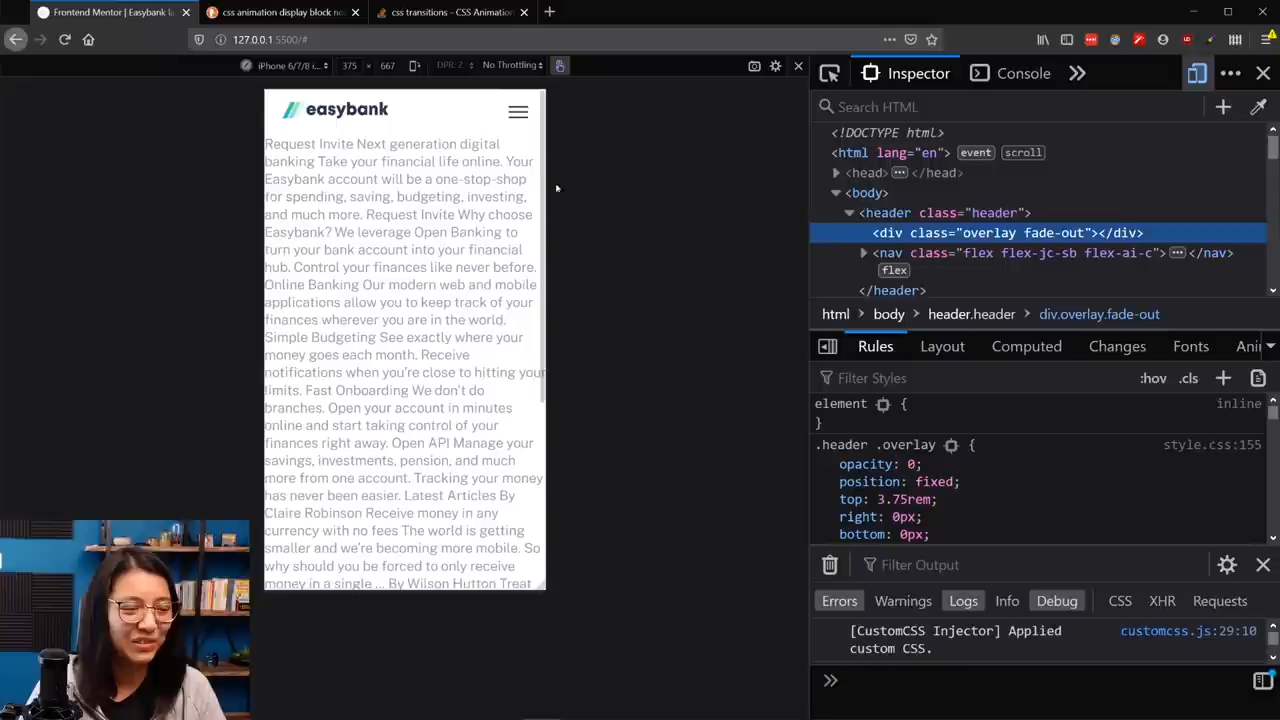 Frontend Mentor | Easybank la
css animation display block no
css transitions - CSS Animation
127.0.0.1:5500/#
iPhone 6/7/8 i...
375 × 667
DPR: 2
No Throttling
Inspector
Console
Search HTML
<!DOCTYPE html>
<html lang="en"> event scroll
<head> ... </head>
<body>
<header class="header">
<div class="overlay fade-out"></div>
<nav class="flex flex-jc-sb flex-ai-c"> ... </nav>
flex
</header>
html > body > header.header > div.overlay.fade-out
Rules Layout Computed Changes Fonts Ani
Filter Styles
:hov .cls
element {
inline
}
.header .overlay {
style.css:155
opacity: 0;
position: fixed;
top: 3.75rem;
right: 0px;
bottom: 0px;
Filter Output
Errors Warnings Logs Info Debug CSS XHR Requests
[CustomCSS Injector] Applied
custom CSS.
customcss.js:29:10
easybank
Request Invite Next generation digital
banking Take your financial life online. Your
Easybank account will be a one-stop-shop
for spending, saving, budgeting, investing,
and much more. Request Invite Why choose
Easybank? We leverage Open Banking to
turn your bank account into your financial
hub. Control your finances like never before.
Online Banking Our modern web and mobile
applications allow you to keep track of your
finances wherever you are in the world.
Simple Budgeting See exactly where your
money goes each month. Receive
notifications when you're close to hitting your
limits. Fast Onboarding We don't do
branches. Open your account in minutes
online and start taking control of your
finances right away. Open API Manage your
savings, investments, pension, and much
more from one account. Tracking your money
has never been easier. Latest Articles By
Claire Robinson Receive money in any
currency with no fees The world is getting
smaller and we're becoming more mobile. So
why should you be forced to only receive
money in a single ... By Wilson Hutton Treat